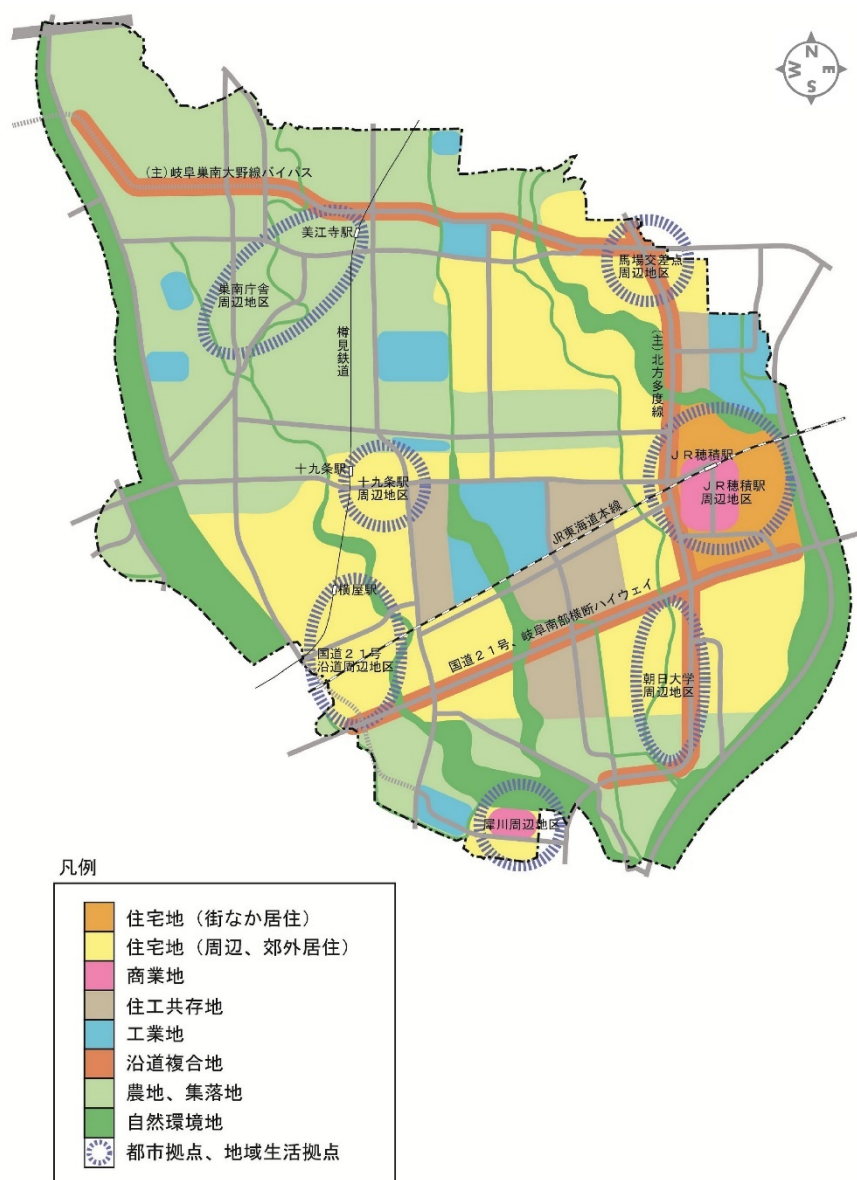 N
E
S
W
(主)岐阜巣南大野線バイパス
美江寺駅
巣南庁舎
周辺地区
馬場交差点
周辺地区
樽見鉄道
(主)北方多度線
JR穂積駅
JR穂積駅
周辺地区
十九条駅
十九条駅
周辺地区
JR東海道本線
横屋駅
国道21号、岐阜南部横断ハイウェイ
国道21号
沿道周辺地区
朝日大学
周辺地区
犀川周辺地区
凡例
住宅地(街なか居住)
住宅地(周辺、郊外居住)
商業地
住工共存地
工業地
沿道複合地
農地、集落地
自然環境地
都市拠点、地域生活拠点